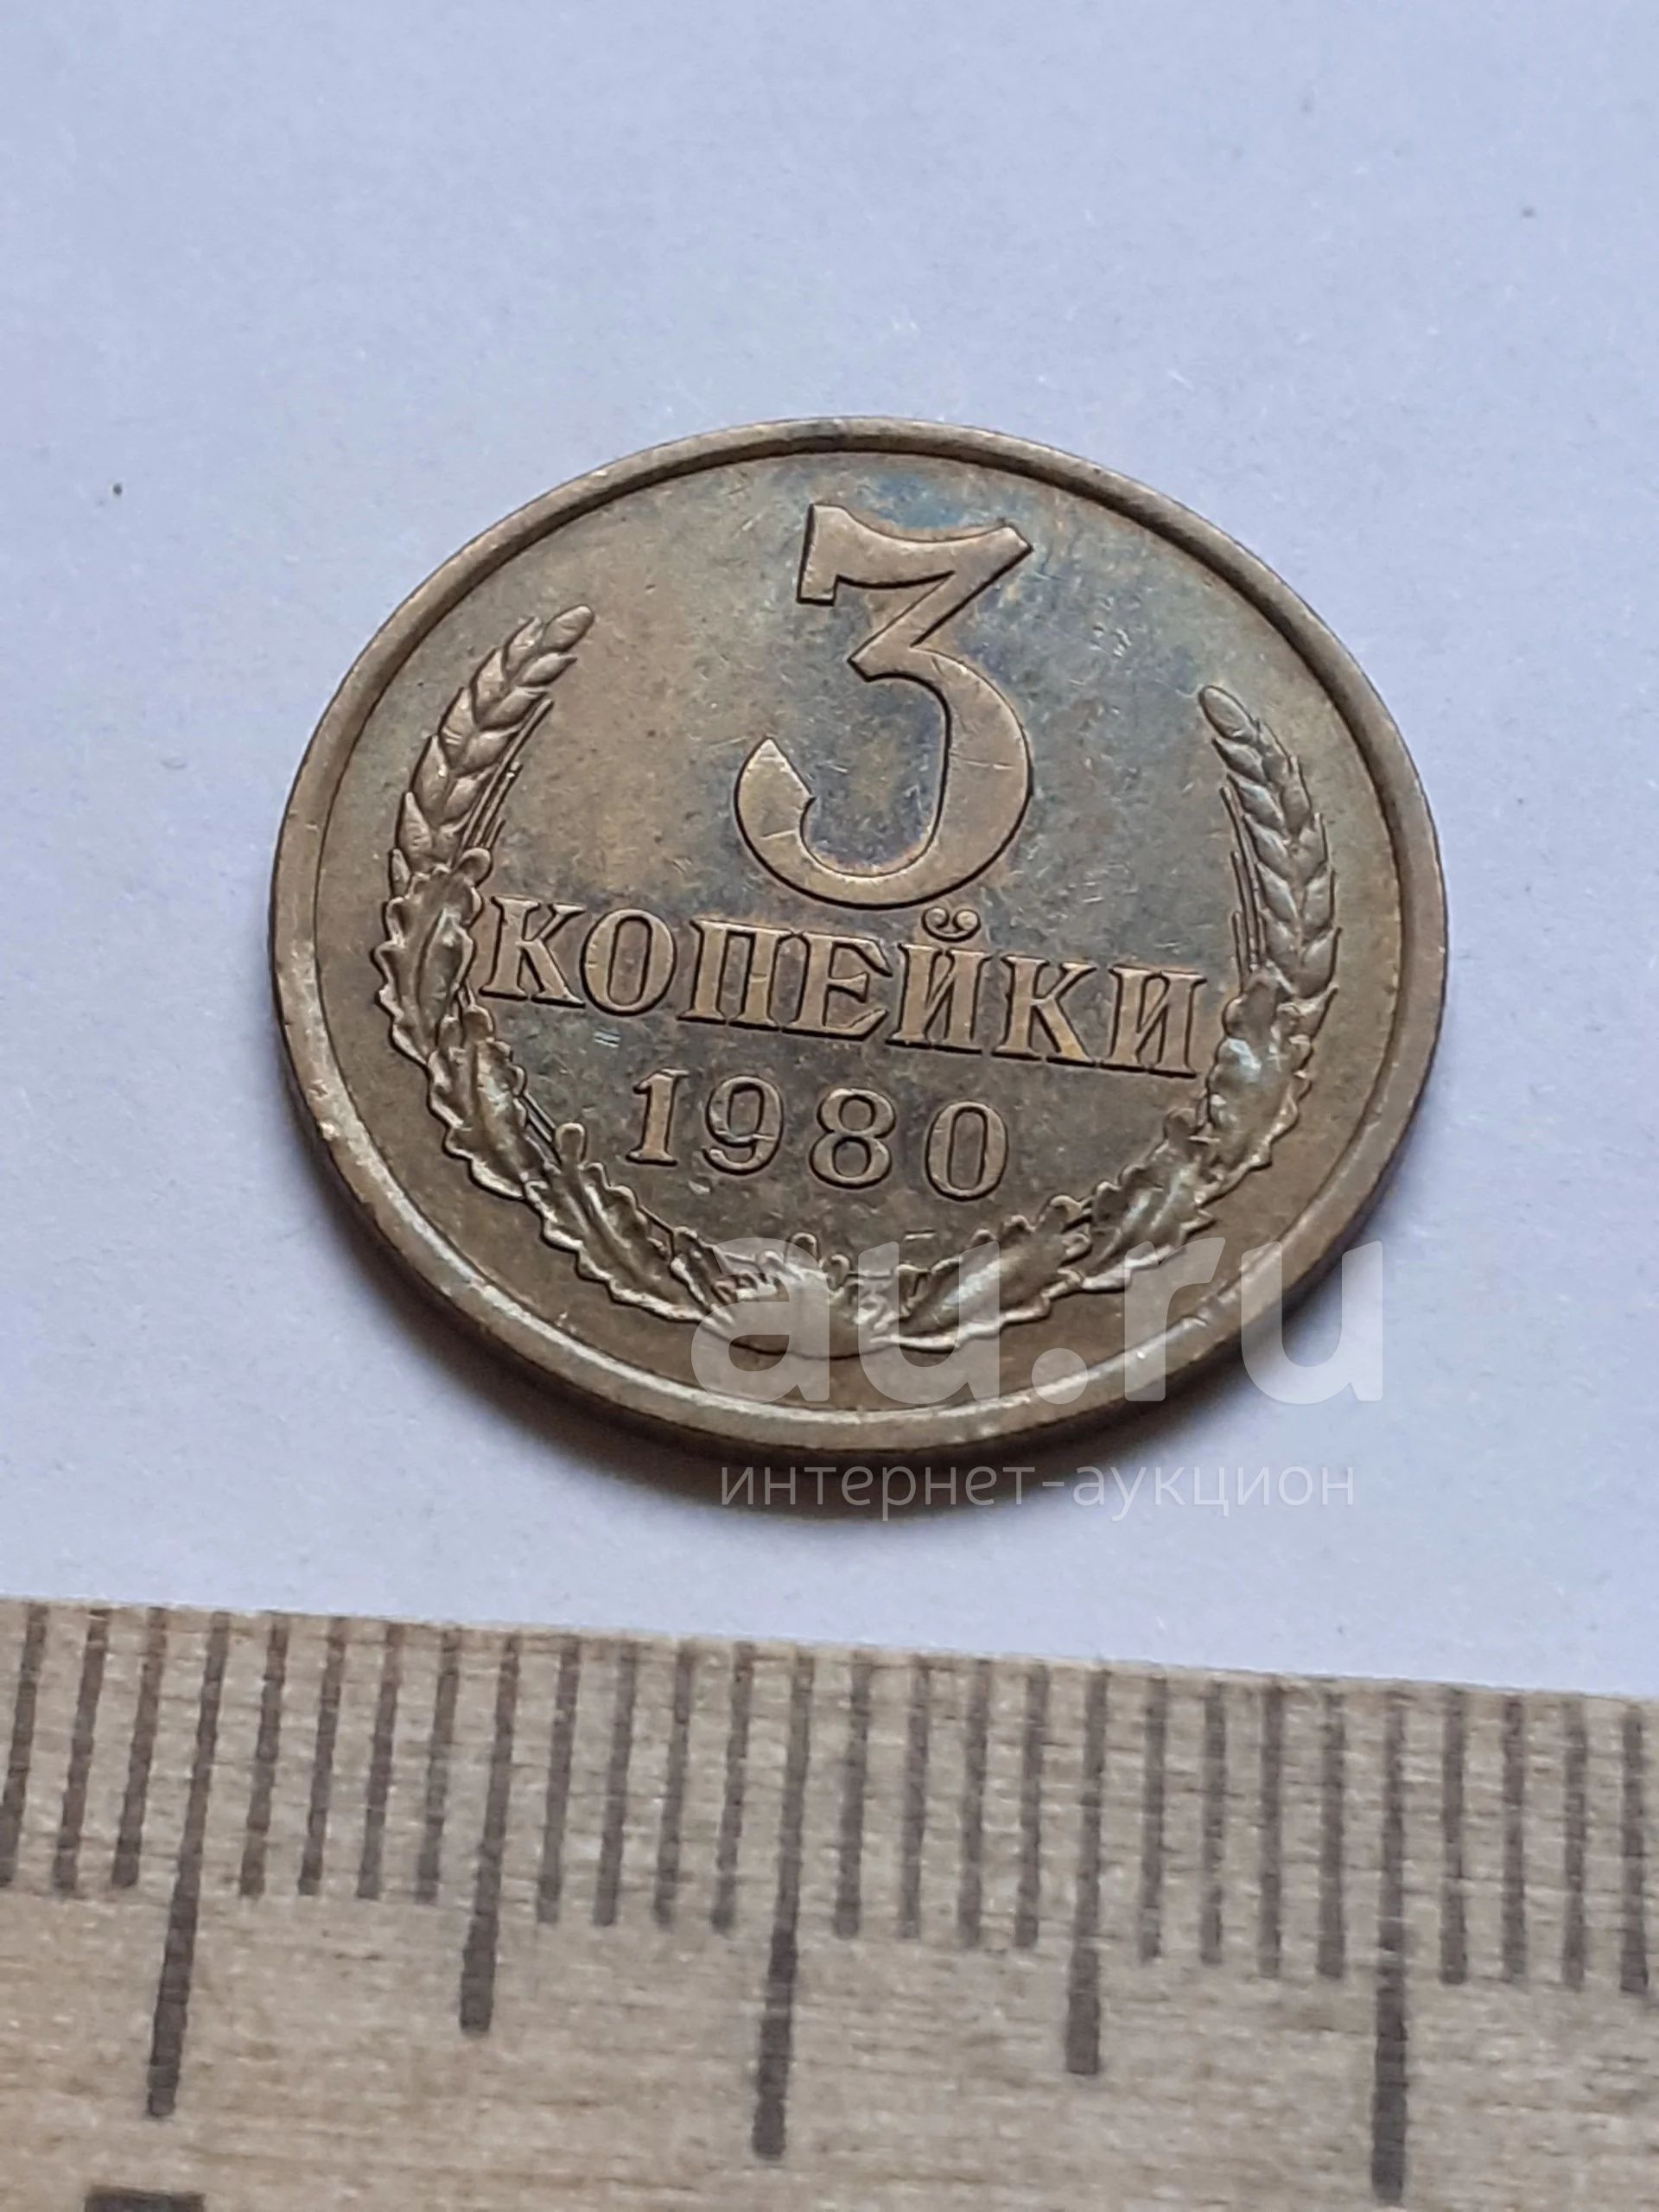 3
КОПЕЙКИ
1980
au.ru
интернет-аукцион